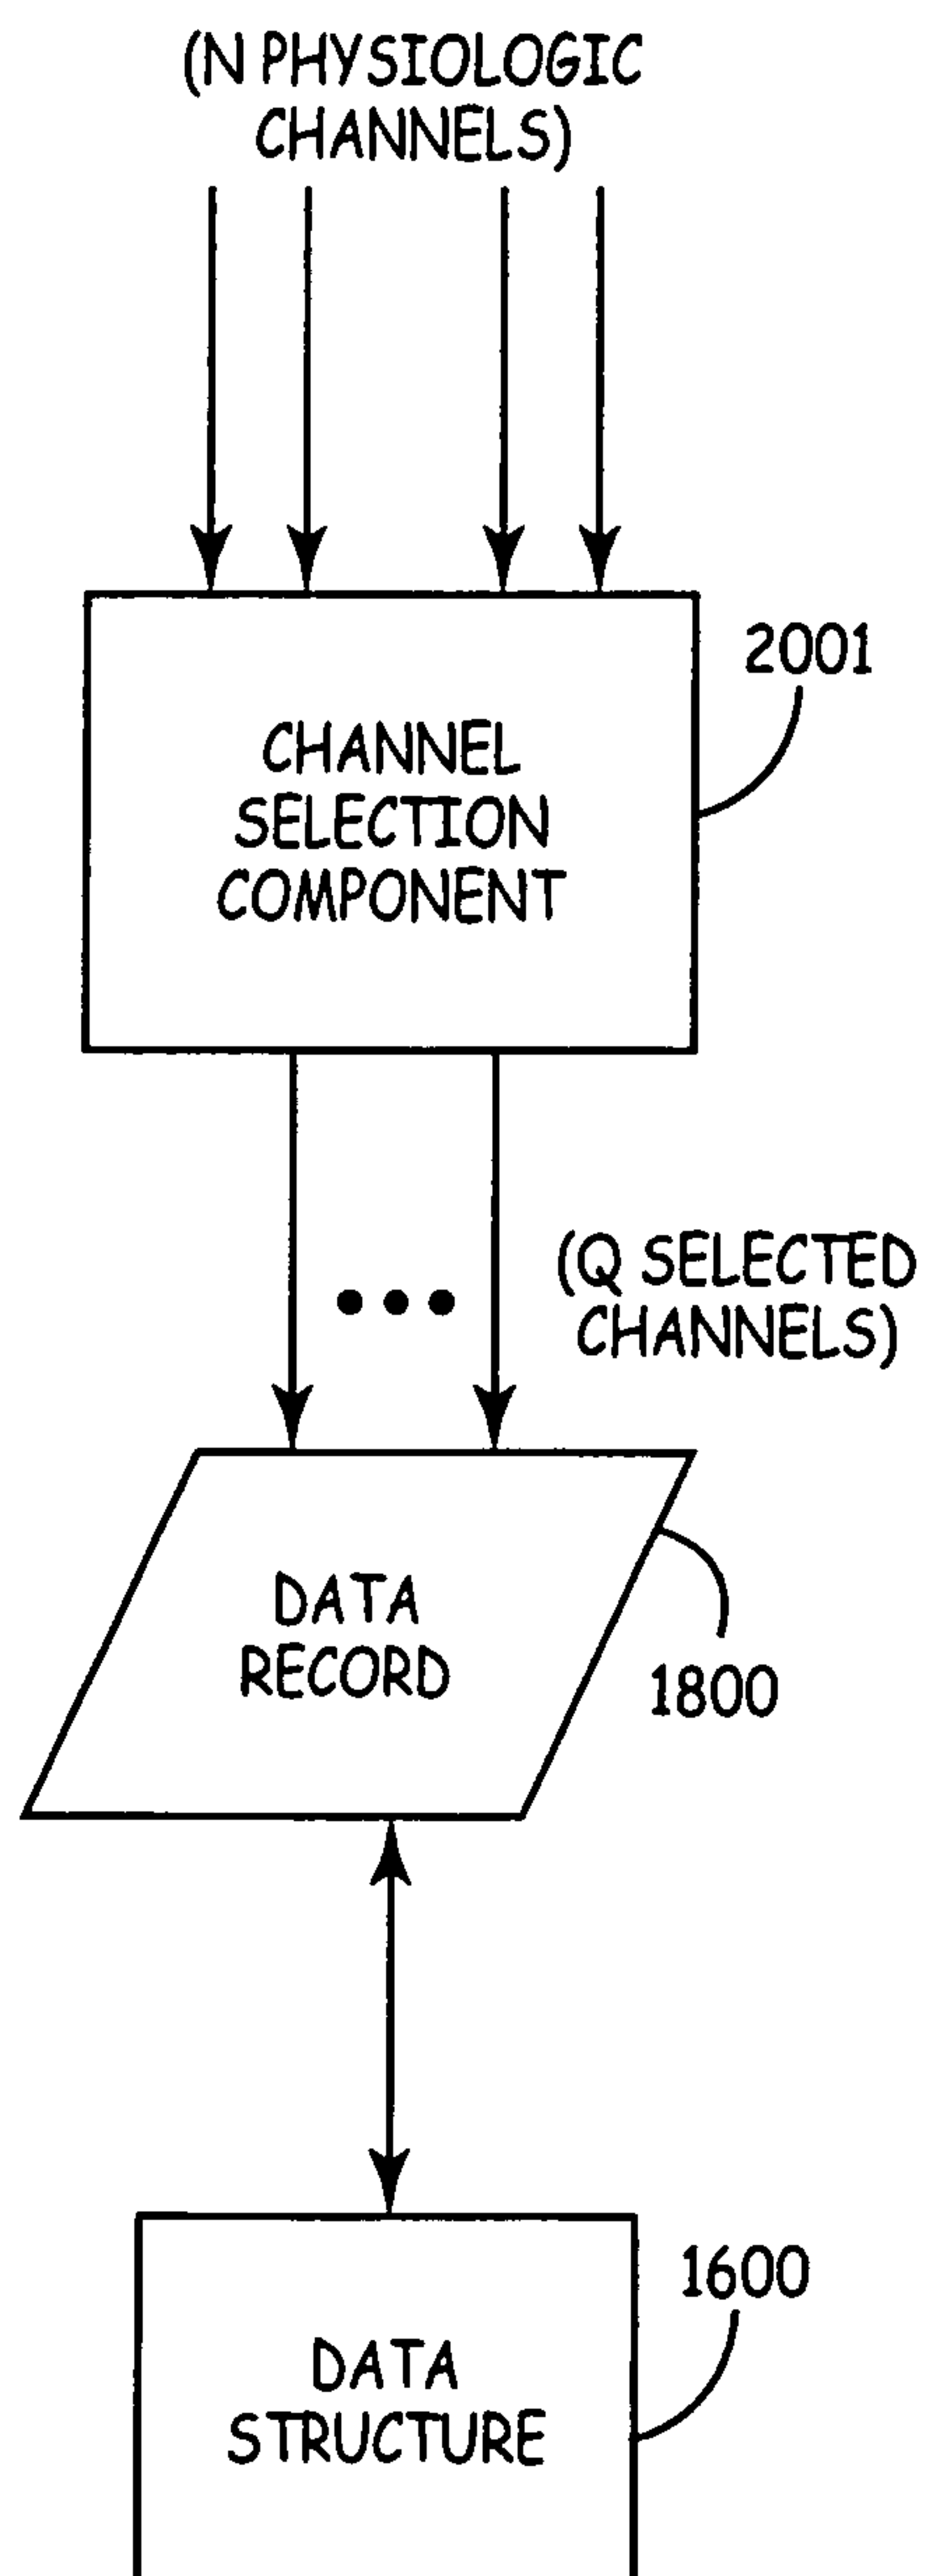 (N PHYSIOLOGIC
CHANNELS)
2001
CHANNEL
SELECTION
COMPONENT
(Q SELECTED
CHANNELS)
DATA
RECORD
1800
1600
DATA
STRUCTURE